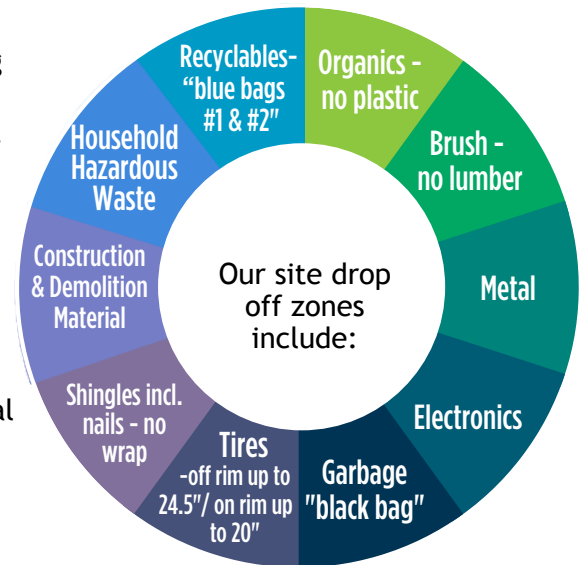 Our site drop
off zones
include:
Organics -
no plastic
Brush -
no lumber
Metal
Electronics
Garbage
"black bag"
Tires
-off rim up to
24.5"/ on rim up
to 20"
Shingles incl.
nails - no
wrap
Construction
& Demolition
Material
Household
Hazardous
Waste
Recyclables-
“blue bags
#1 & #2"